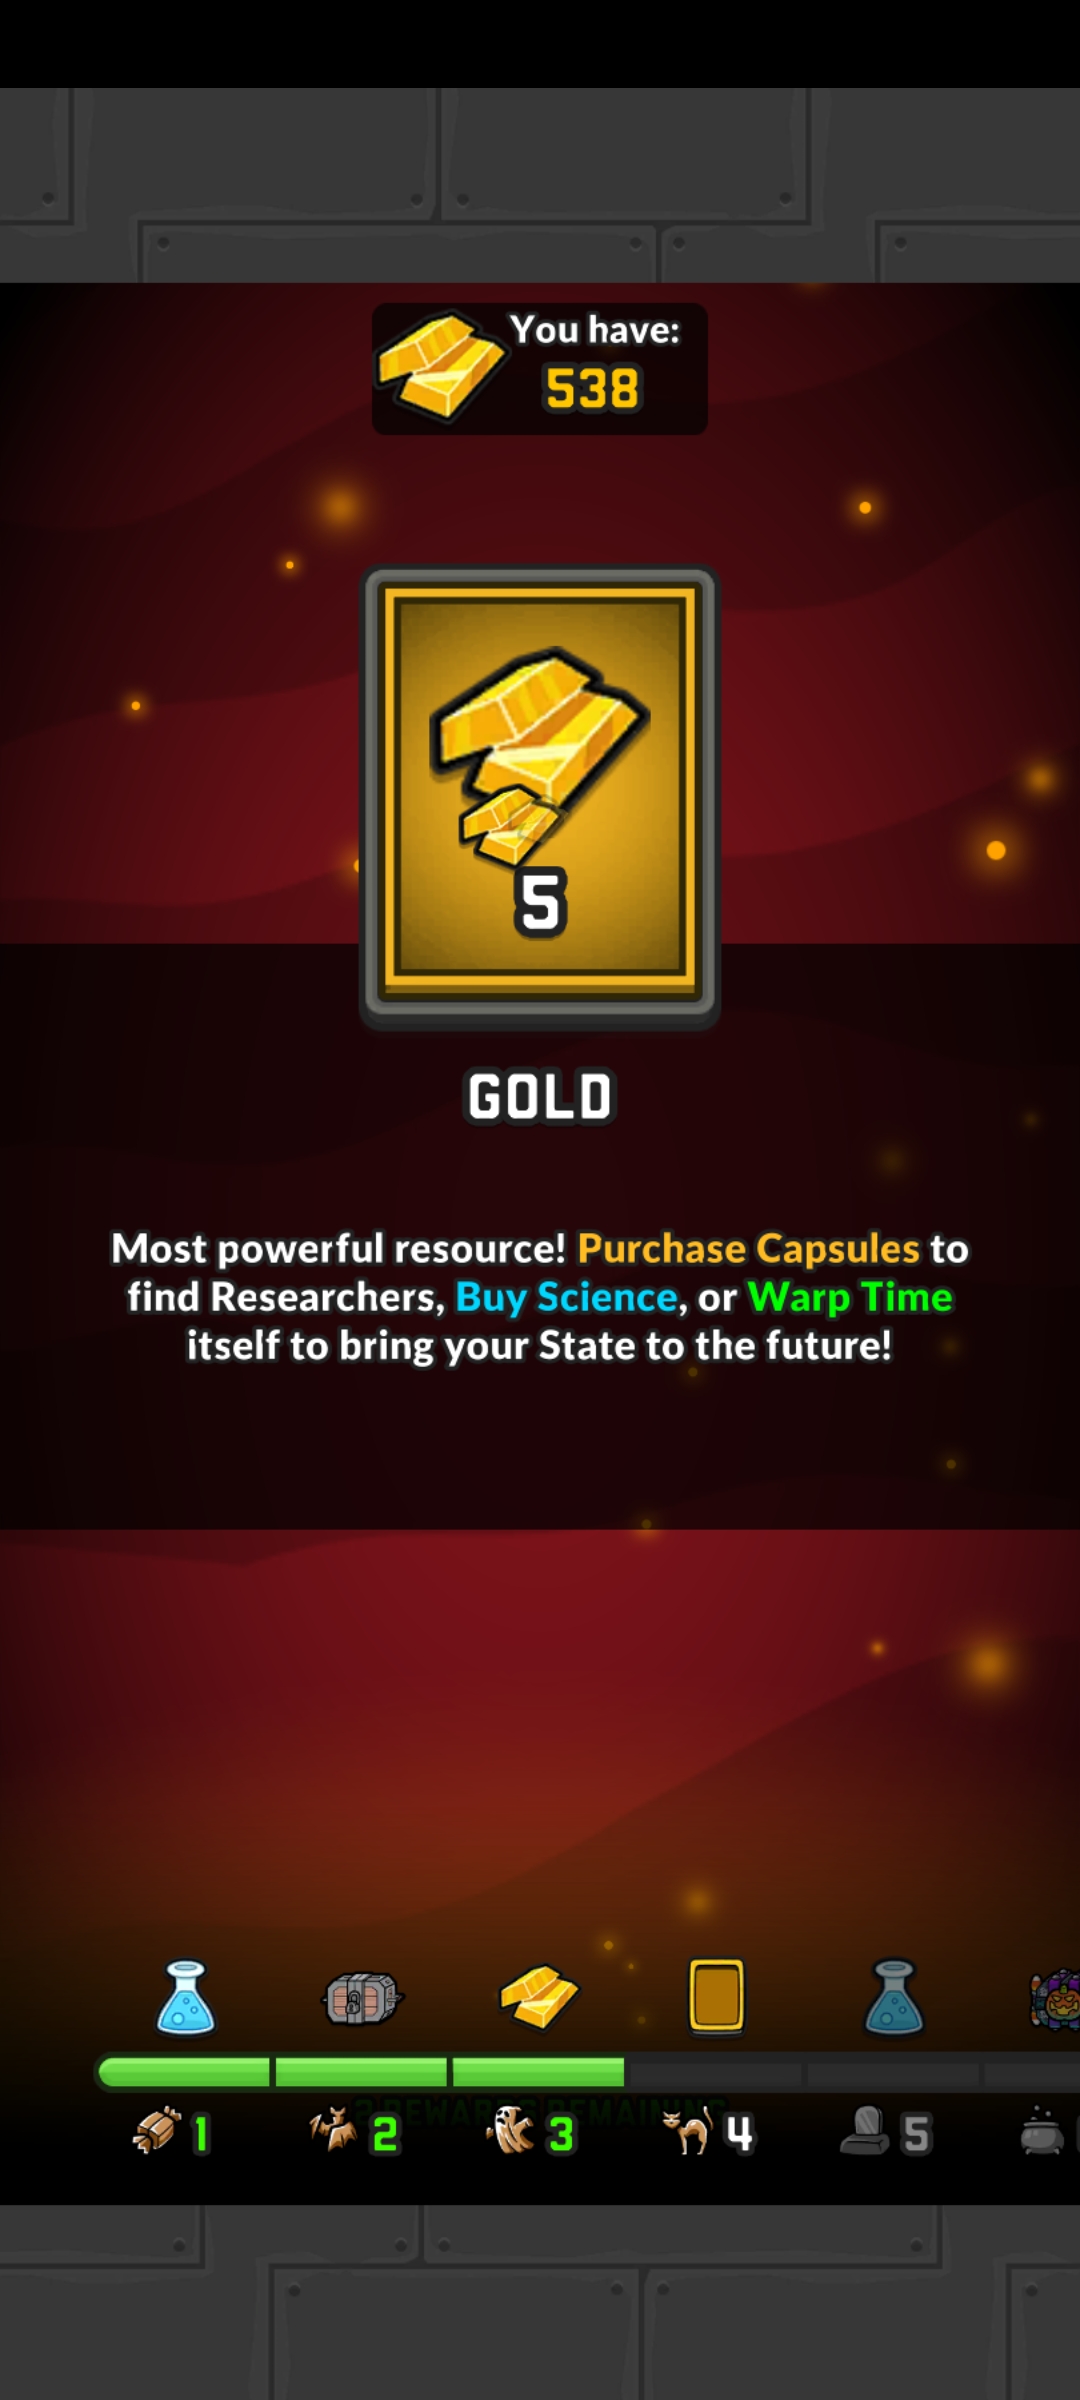 You have:
538
5
GOLD
Most powerful resource! Purchase Capsules to
find Researchers, Buy Science, or Warp Time
itself to bring your State to the future!
1 2 3 4 5